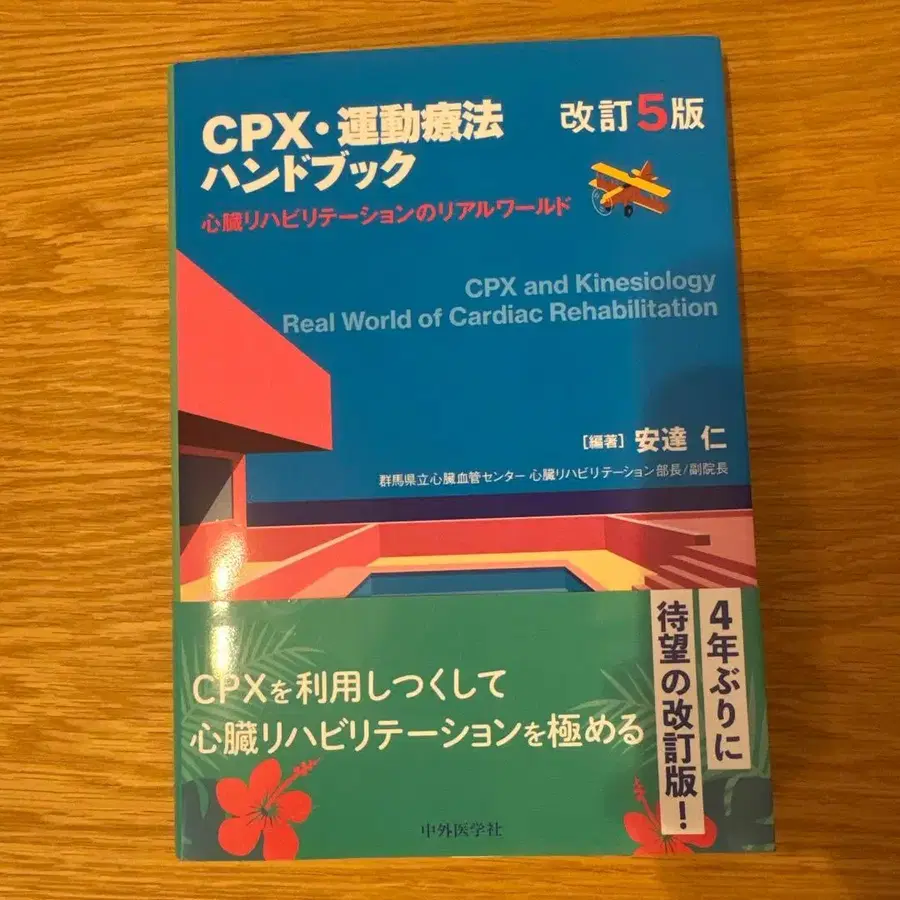 CPX・運動療法
ハンドブック
改訂5版
心臓リハビリテーションのリアルワールド
CPX and Kinesiology
Real World of Cardiac Rehabilitation
[編著] 安達 仁
群馬県立心臓血管センター 心臓リハビリテーション部長/副院長
4年ぶりに
待望の改訂版!
CPXを利用しつくして
心臓リハビリテーションを極める
中外医学社